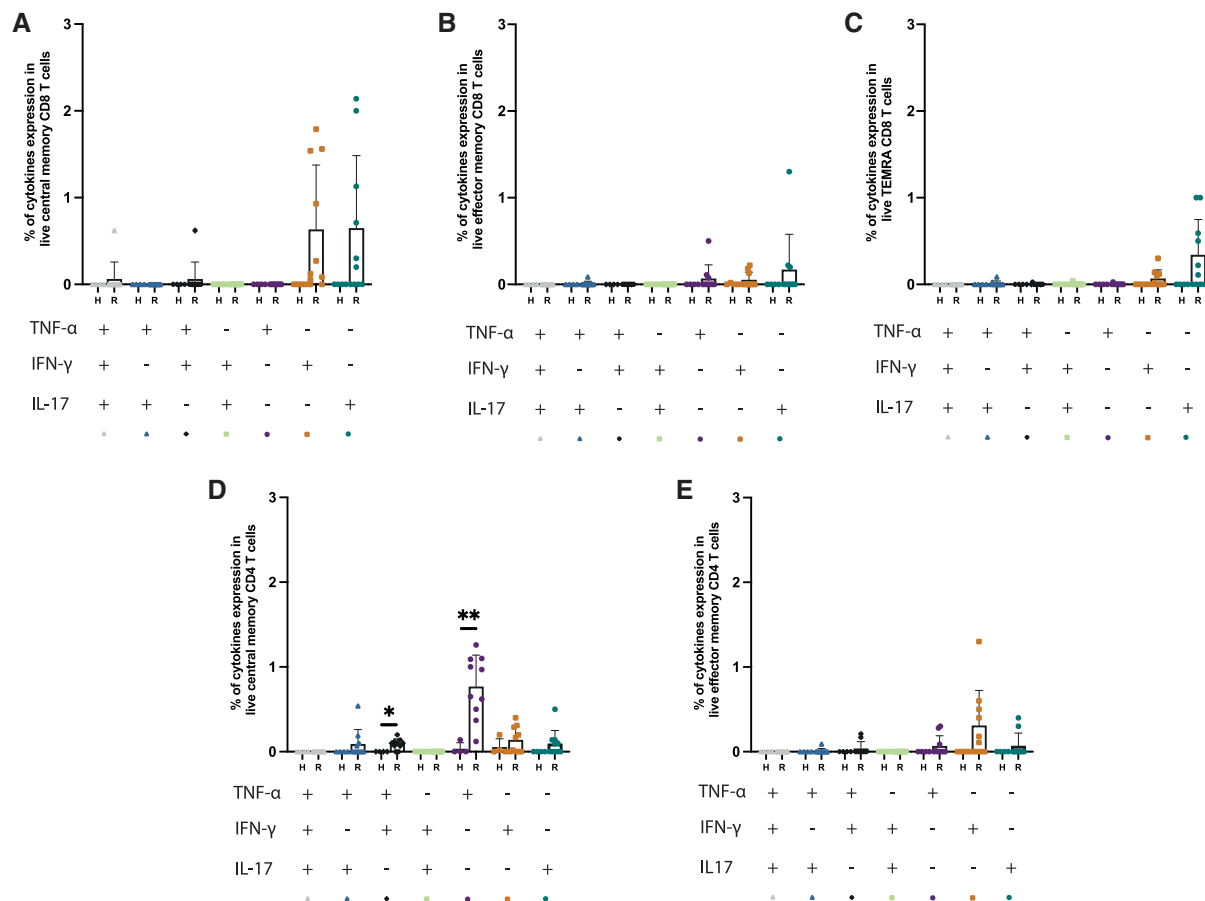 A
% of cytokines expression in
live central memory CD8 T cells
3
2
1
0
H R H R H R H R H R H R H R
TNF-α + + + - + - -
IFN-γ + - + + - + -
IL-17 + + - + - - +
B
% of cytokines expression in
live effector memory CD8 T cells
3
2
1
0
H R H R H R H R H R H R H R
TNF-α + + + - + - -
IFN-γ + - + + - + -
IL-17 + + - + - - +
C
% of cytokines expression in
live TEMRA CD8 T cells
3
2
1
0
H R H R H R H R H R H R H R
TNF-α + + + - + - -
IFN-γ + - + + - + -
IL-17 + + - + - - +
D
% of cytokines expression in
live central memory CD4 T cells
3
2
1
0
*
**
H R H R H R H R H R H R H R
TNF-α + + + - + - -
IFN-γ + - + + - + -
IL-17 + + - + - - +
E
% of cytokines expression in
live effector memory CD4 T cells
3
2
1
0
H R H R H R H R H R H R H R
TNF-α + + + - + - -
IFN-γ + - + + - + -
IL17 + + - + - - +